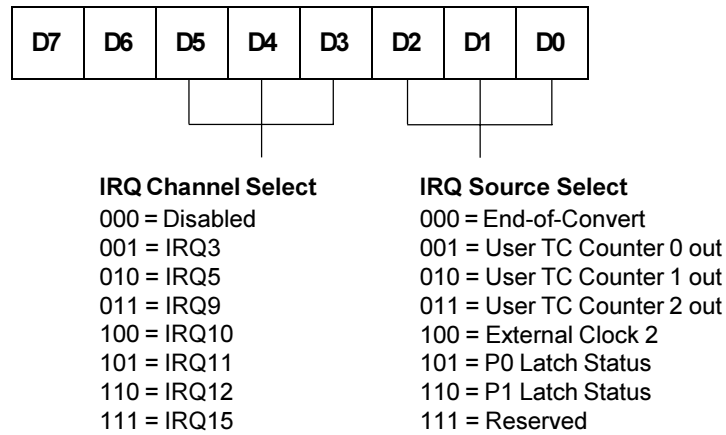 D7 D6 D5 D4 D3 D2 D1 D0
IRQ Channel Select
000 = Disabled
001 = IRQ3
010 = IRQ5
011 = IRQ9
100 = IRQ10
101 = IRQ11
110 = IRQ12
111 = IRQ15
IRQ Source Select
000 = End-of-Convert
001 = User TC Counter 0 out
010 = User TC Counter 1 out
011 = User TC Counter 2 out
100 = External Clock 2
101 = P0 Latch Status
110 = P1 Latch Status
111 = Reserved